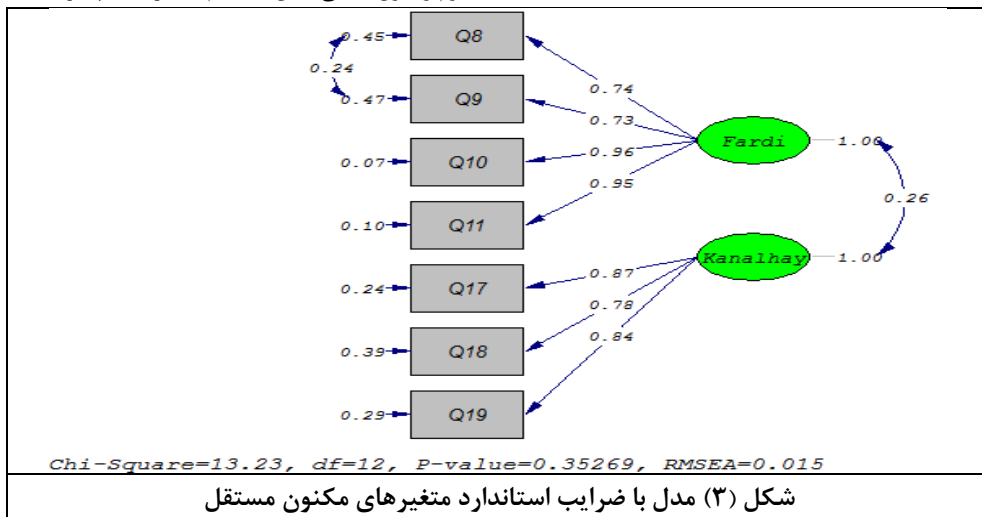 0.45 Q8
0.24
0.74
0.47 Q9
0.73
Fardi 1.00
0.96
0.07 Q10
0.95
0.26
0.10 Q11
Kanalhay 1.00
0.87
0.24 Q17
0.78
0.84
0.39 Q18
0.29 Q19
Chi-Square=13.23, df=12, P-value=0.35269, RMSEA=0.015
شکل (۳) مدل با ضرایب استاندارد متغیرهای مکنون مستقل